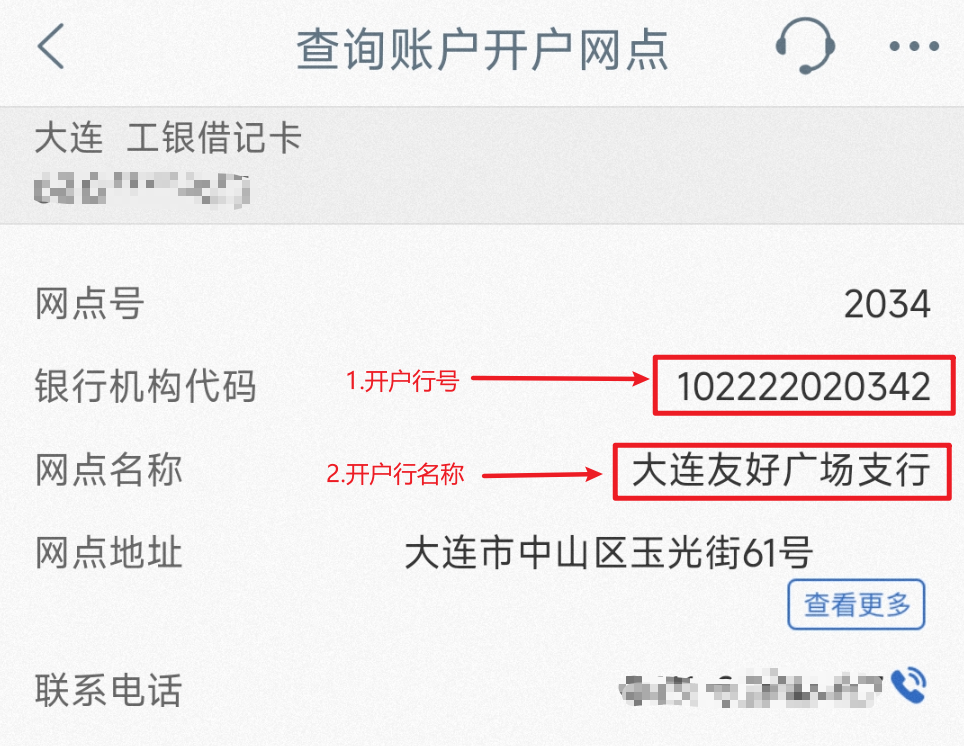 查询账户开户网点
大连 工银借记卡
网点号 2034
银行机构代码 1.开户行号 102222020342
网点名称 2.开户行名称 大连友好广场支行
网点地址 大连市中山区玉光街61号
查看更多
联系电话